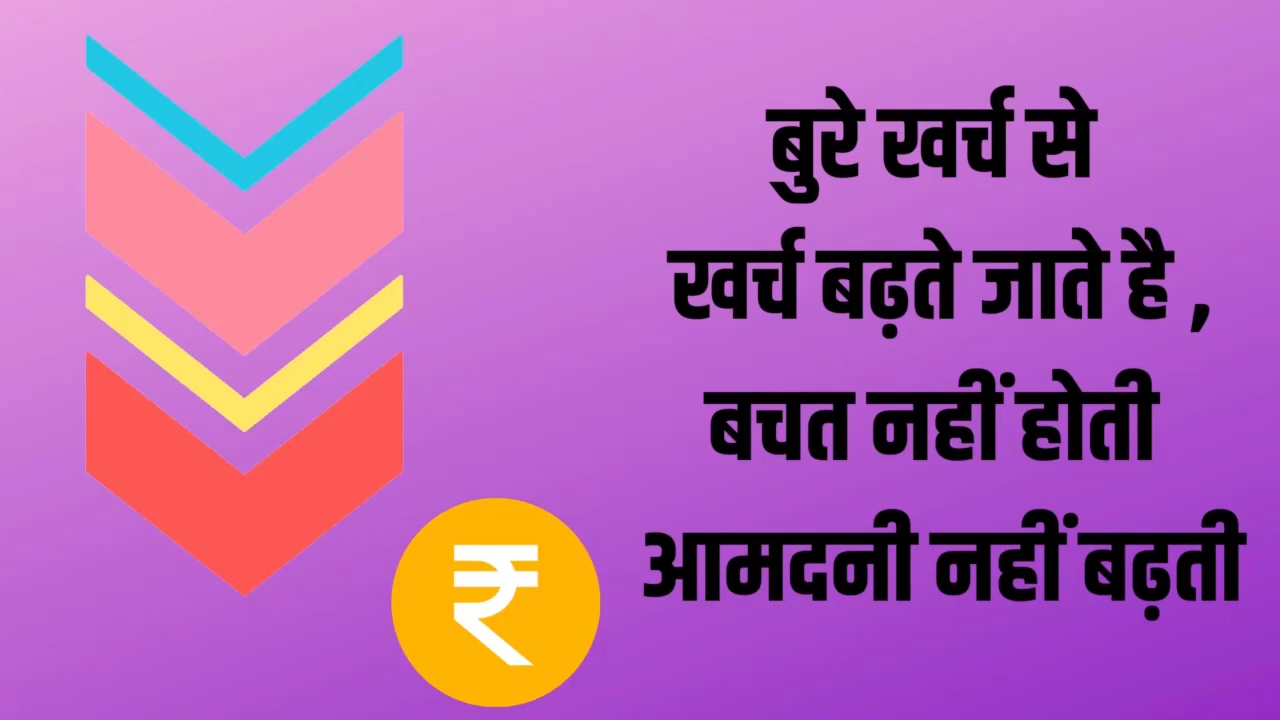 बुरे खर्च से
खर्च बढ़ते जाते है ,
बचत नहीं होती
आमदनी नहीं बढ़ती
₹